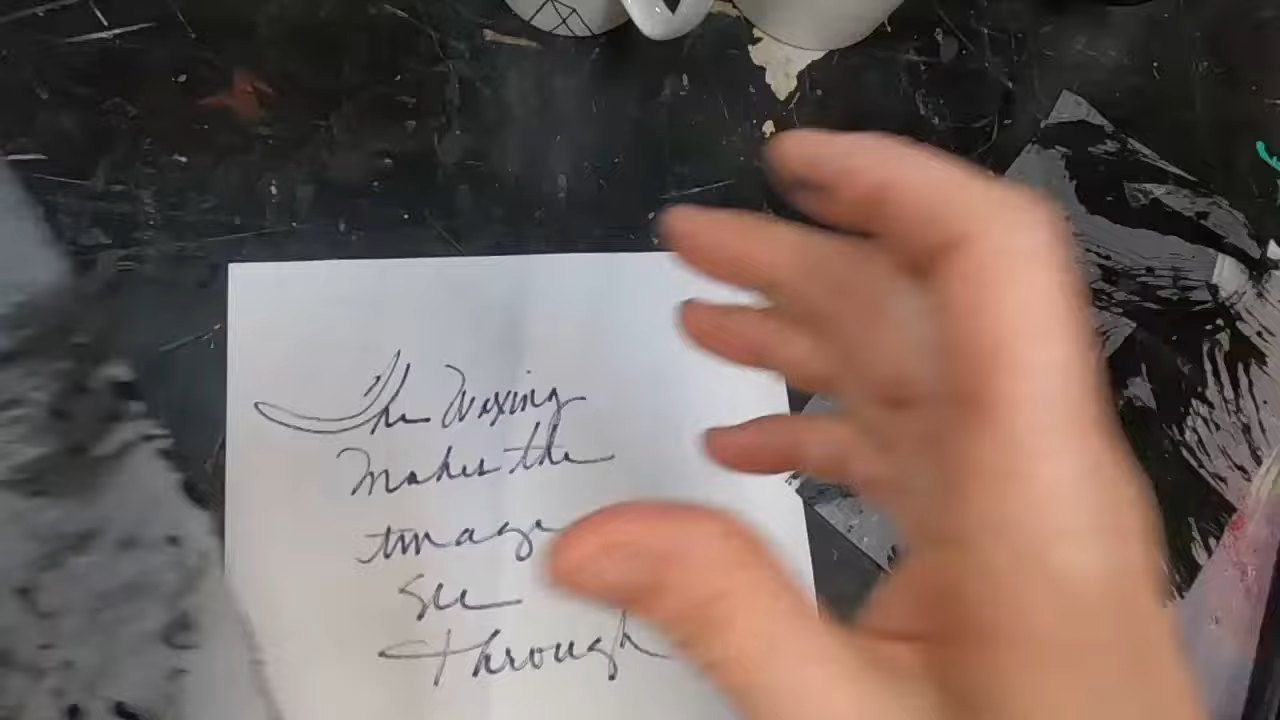 The Waxing
Makes the
Image
See
Through